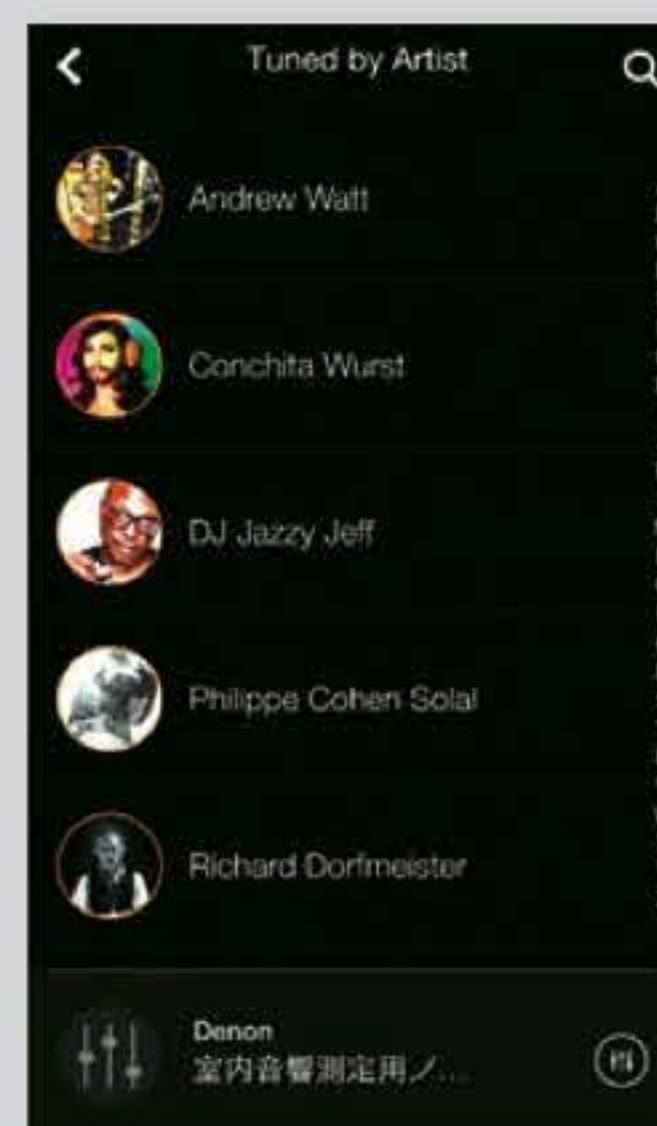 Tuned by Artist
Andrew Watt
Conchita Wurst
DJ Jazzy Jeff
Philippe Cohen Solal
Richard Dorfmeister
Denon
室内音響測定用ノ...